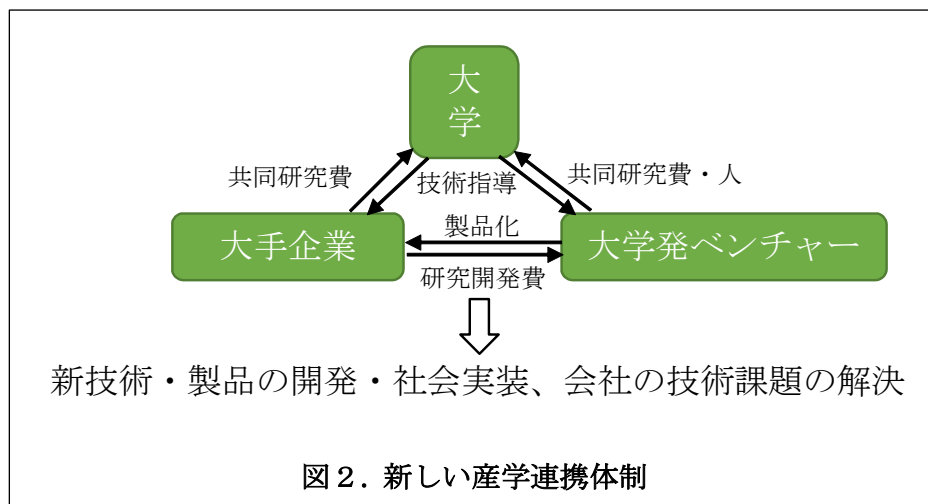 大
学
共同研究費
技術指導
共同研究費・人
大手企業
製品化
大学発ベンチャー
研究開発費
新技術・製品の開発・社会実装、会社の技術課題の解決
図２．新しい産学連携体制